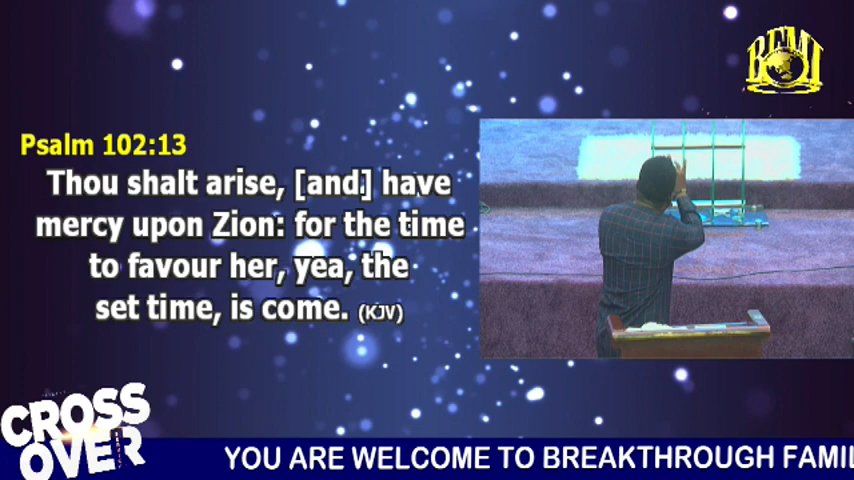 BFMI
Psalm 102:13
Thou shalt arise, [and] have
mercy upon Zion: for the time
to favour her, yea, the
set time, is come. (KJV)
CROSS
OVER
YOU ARE WELCOME TO BREAKTHROUGH FAMIL